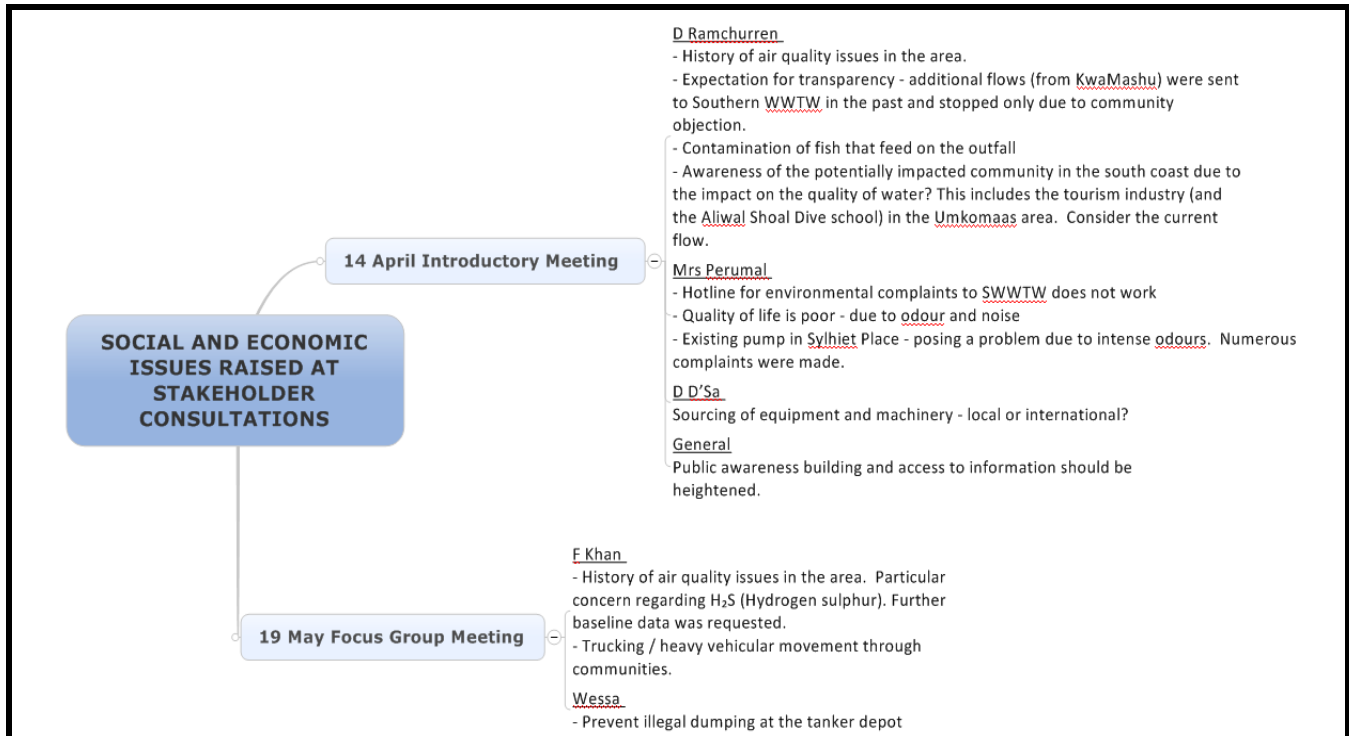 SOCIAL AND ECONOMIC
ISSUES RAISED AT
STAKEHOLDER
CONSULTATIONS
14 April Introductory Meeting
D Ramchurren
- History of air quality issues in the area.
- Expectation for transparency - additional flows (from KwaMashu) were sent
to Southern WWTW in the past and stopped only due to community
objection.
- Contamination of fish that feed on the outfall
- Awareness of the potentially impacted community in the south coast due to
the impact on the quality of water? This includes the tourism industry (and
the Aliwal Shoal Dive school) in the Umkomaas area. Consider the current
flow.
Mrs Perumal
- Hotline for environmental complaints to SWWTW does not work
- Quality of life is poor - due to odour and noise
- Existing pump in Sylhiet Place - posing a problem due to intense odours. Numerous
complaints were made.
D D'Sa
Sourcing of equipment and machinery - local or international?
General
Public awareness building and access to information should be
heightened.
19 May Focus Group Meeting
F Khan
- History of air quality issues in the area. Particular
concern regarding H₂S (Hydrogen sulphur). Further
baseline data was requested.
- Trucking / heavy vehicular movement through
communities.
Wessa
- Prevent illegal dumping at the tanker depot